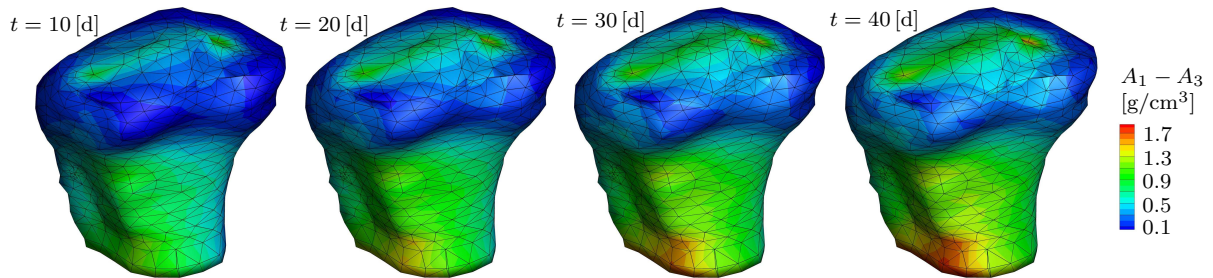 t = 10 [d]
t = 20 [d]
t = 30 [d]
t = 40 [d]
A₁ − A₃
[g/cm³]
1.7
1.3
0.9
0.5
0.1